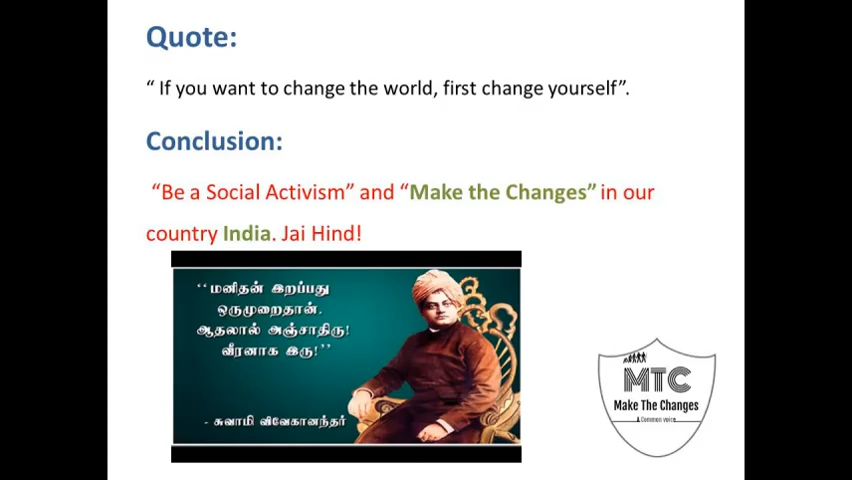 Quote:
“ If you want to change the world, first change yourself”.
Conclusion:
“Be a Social Activism” and “Make the Changes” in our
country India. Jai Hind!
‘‘மனிதன் இறப்பது
ஒருமுறைதான்.
ஆதலால் அஞ்சாதிரு!
வீரனாக இரு!’’
- சுவாமி விவேகானந்தர்
MTC
Make The Changes
A Common voice